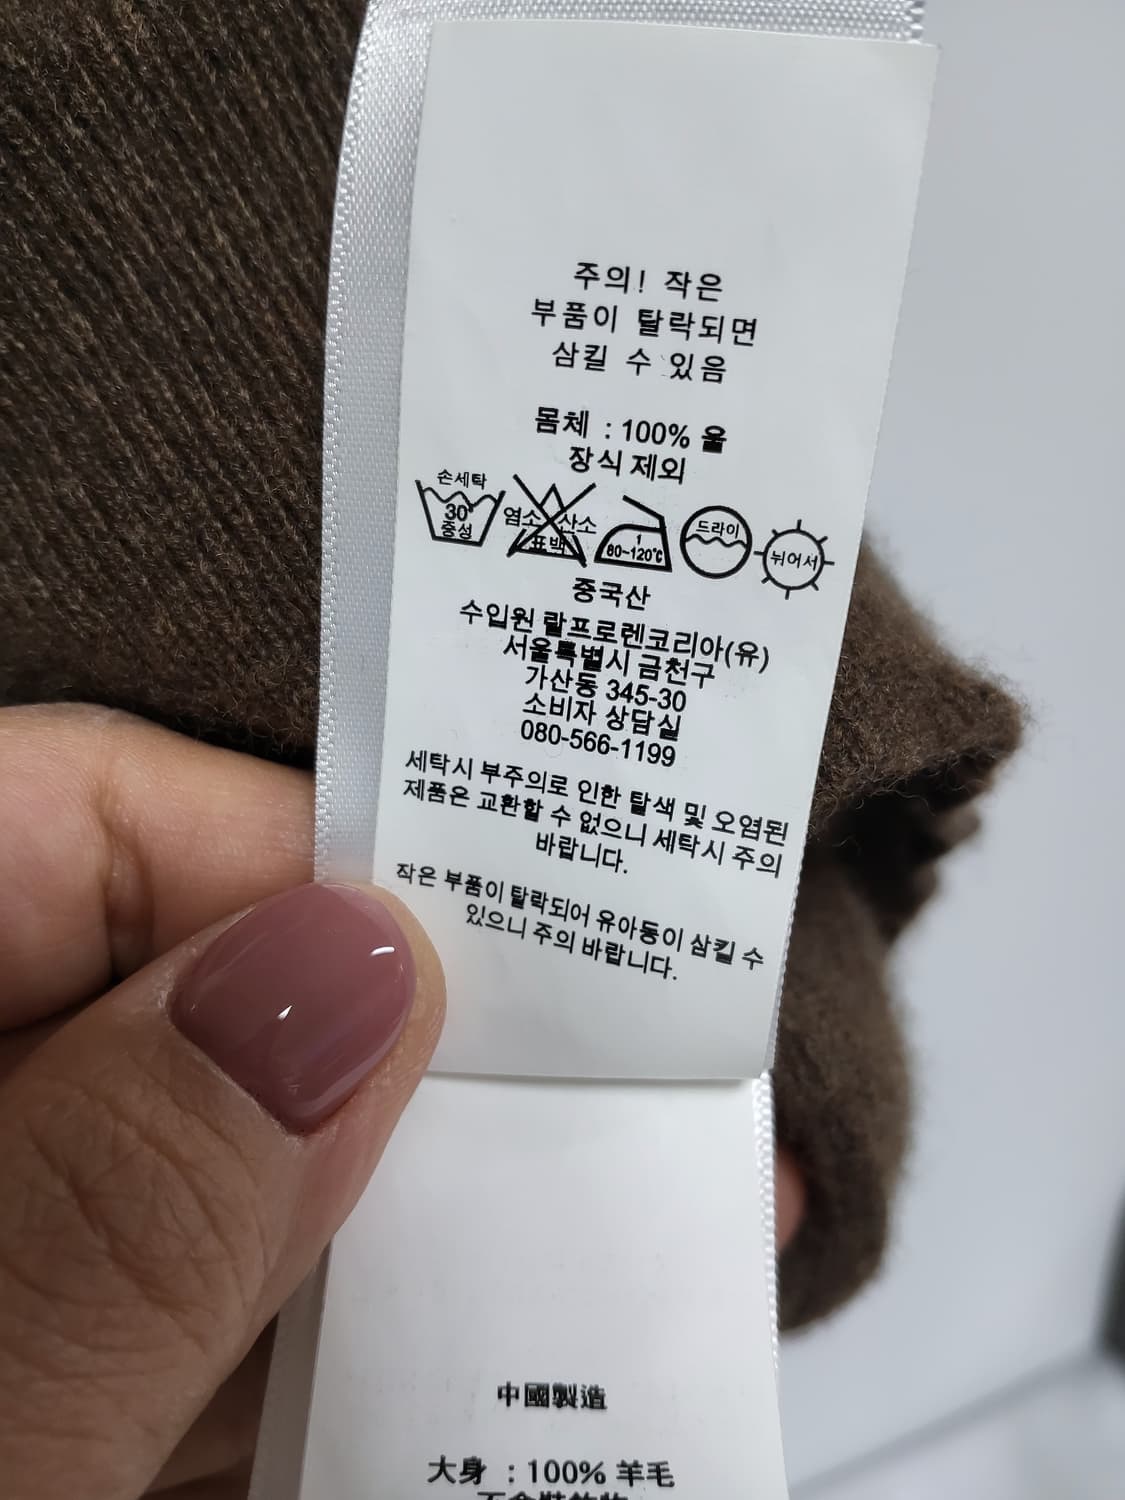 주의! 작은
부품이 탈락되면
삼킬 수 있음
몸체 : 100% 울
장식 제외
손세탁
30°
중성
염소 산소
표백
1
80~120℃
드라이
뉘어서
중국산
수입원 랄프로렌코리아(유)
서울특별시 금천구
가산동 345-30
소비자 상담실
080-566-1199
세탁시 부주의로 인한 탈색 및 오염된
제품은 교환할 수 없으니 세탁시 주의
바랍니다.
작은 부품이 탈락되어 유아동이 삼킬 수
있으니 주의 바랍니다.
中國製造
大身 : 100% 羊毛